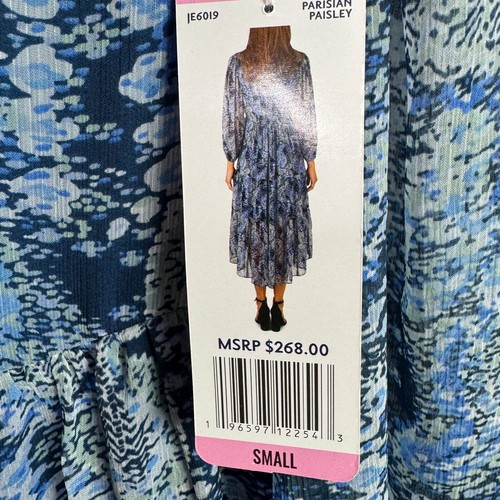 JE6019
PARISIAN
PAISLEY
MSRP $268.00
1 96597 12254 3
SMALL